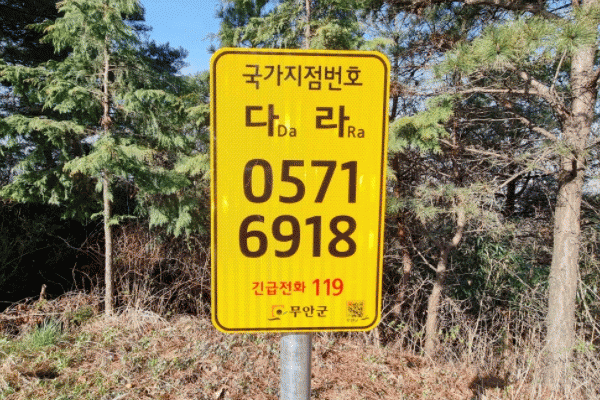 국가지점번호
다Da 라Ra
0571
6918
긴급전화 119
무안군